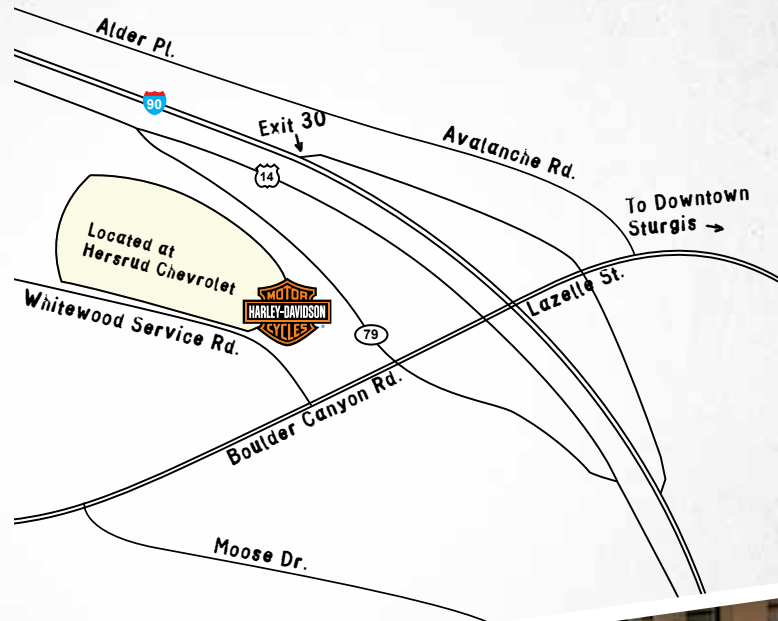 Alder Pl.
90
Exit 30
Avalanche Rd.
14
To Downtown
Sturgis
Located at
Hersrud Chevrolet
MOTOR
HARLEY-DAVIDSON
CYCLES
Lazelle St.
Whitewood Service Rd.
79
Boulder Canyon Rd.
Moose Dr.